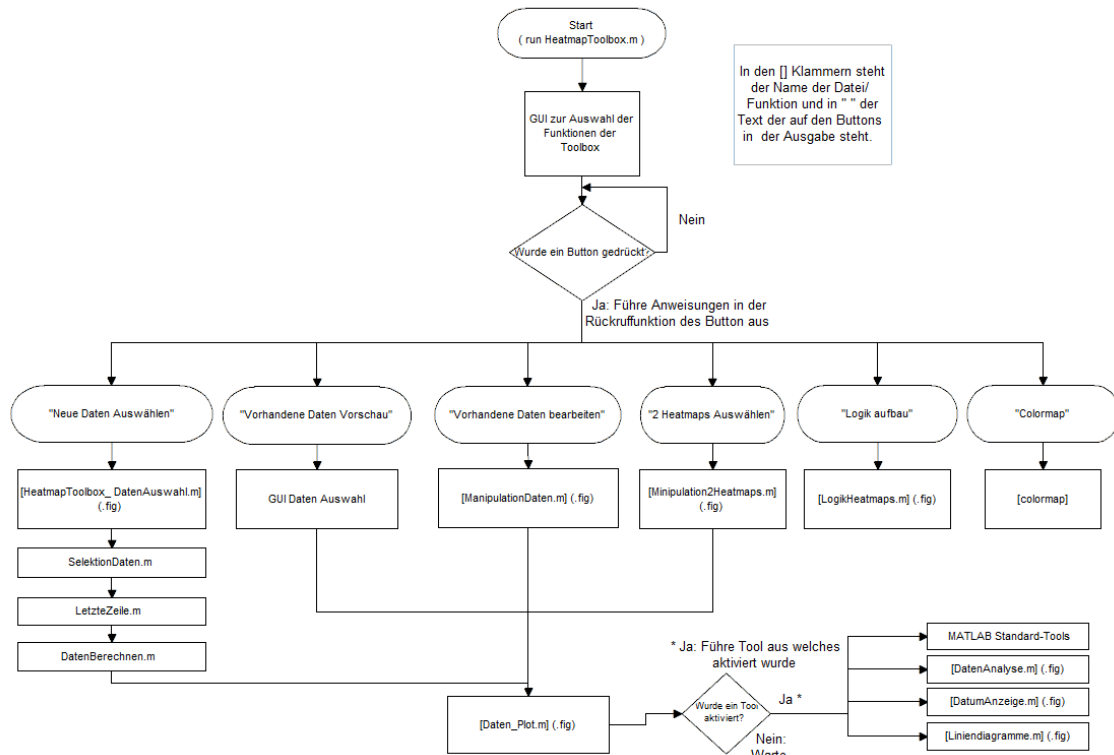 Start
( run HeatmapToolbox.m )
In den [] Klammern steht
der Name der Datei/
Funktion und in " " der
Text der auf den Buttons
in der Ausgabe steht.
GUI zur Auswahl der
Funktionen der
Toolbox
Nein
Wurde ein Button gedrückt?
Ja: Führe Anweisungen in der
Rückruffunktion des Button aus
"Neue Daten Auswählen"
"Vorhandene Daten Vorschau"
"Vorhandene Daten bearbeiten"
"2 Heatmaps Auswählen"
"Logik aufbau"
"Colormap"
[HeatmapToolbox_ DatenAuswahl.m]
(.fig)
GUI Daten Auswahl
[ManipulationDaten.m] (.fig)
[Minipulation2Heatmaps.m]
(.fig)
[LogikHeatmaps.m] (.fig)
[colormap]
SelektionDaten.m
LetzteZeile.m
DatenBerechnen.m
* Ja: Führe Tool aus welches
aktiviert wurde
[Daten_Plot.m] (.fig)
Wurde ein Tool
aktiviert?
Ja *
Nein:
Warte
MATLAB Standard-Tools
[DatenAnalyse.m] (.fig)
[DatumAnzeige.m] (.fig)
[Liniendiagramme.m] (.fig)